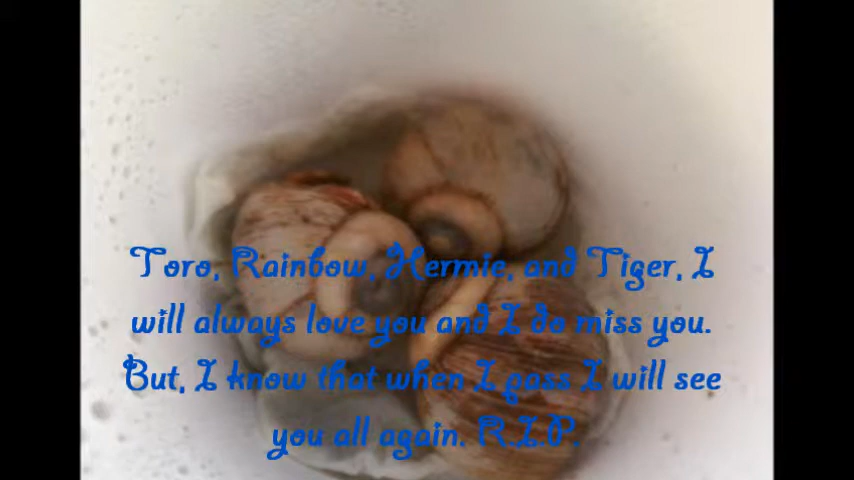 Toro, Rainbow, Hermie, and Tiger, I
will always love you and I do miss you.
But, I know that when I pass I will see
you all again. R.I.P.